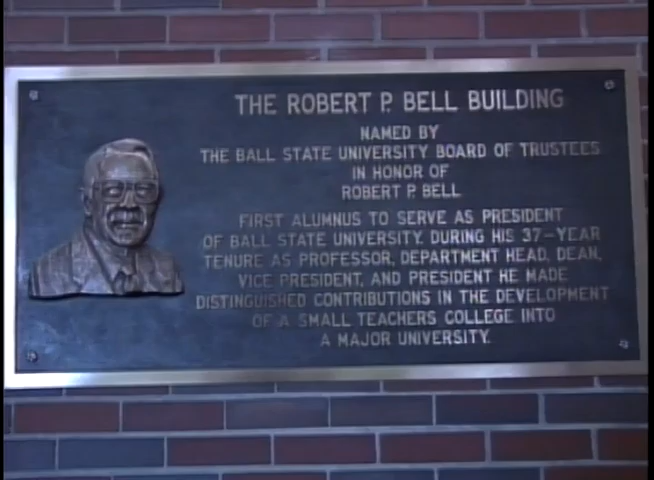 THE ROBERT P. BELL BUILDING
NAMED BY
THE BALL STATE UNIVERSITY BOARD OF TRUSTEES
IN HONOR OF
ROBERT P. BELL
FIRST ALUMNUS TO SERVE AS PRESIDENT
OF BALL STATE UNIVERSITY. DURING HIS 37-YEAR
TENURE AS PROFESSOR, DEPARTMENT HEAD, DEAN,
VICE PRESIDENT, AND PRESIDENT HE MADE
DISTINGUISHED CONTRIBUTIONS IN THE DEVELOPMENT
OF A SMALL TEACHERS COLLEGE INTO
A MAJOR UNIVERSITY.